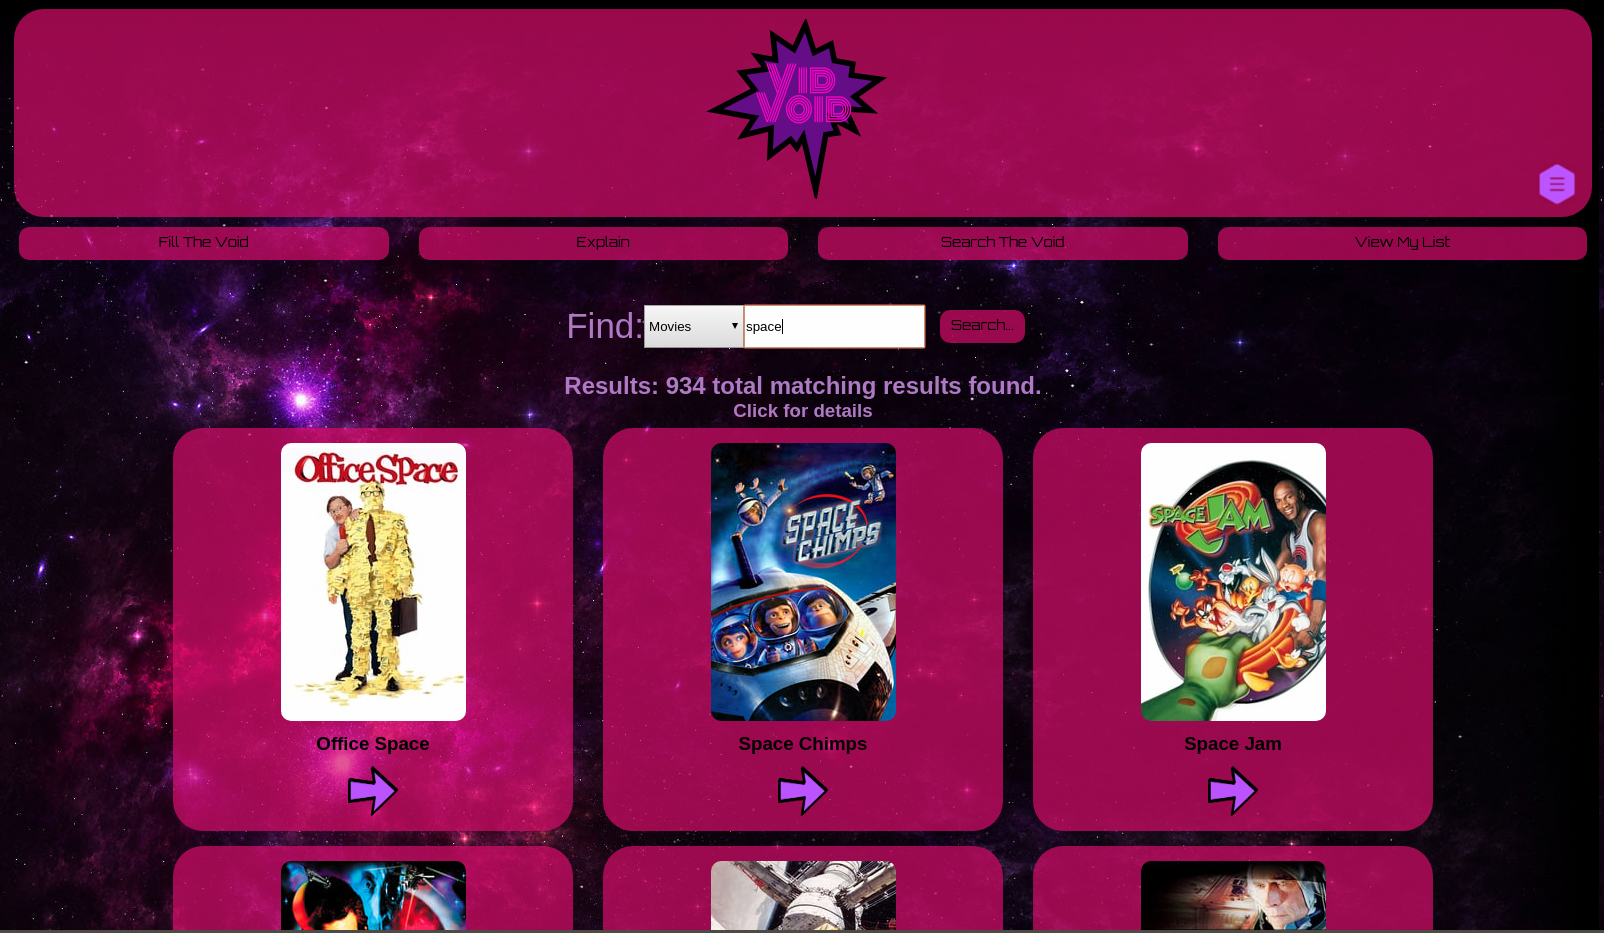 VID
VOID
Fill The Void
Explain
Search The Void
View My List
Find:
Movies
space
Search...
Results: 934 total matching results found.
Click for details
Office Space
SPACE
CHIMPS
SPACE JAM
Office Space
Space Chimps
Space Jam